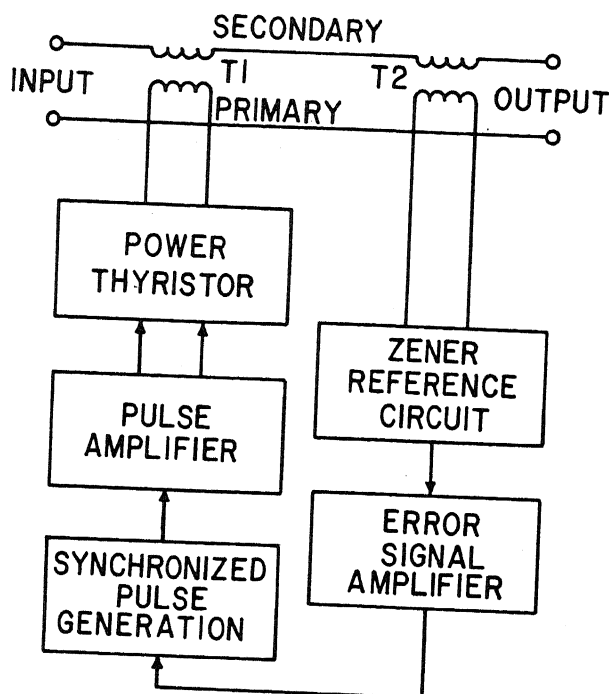 SECONDARY
T1
T2
INPUT
PRIMARY
OUTPUT
POWER
THYRISTOR
ZENER
REFERENCE
CIRCUIT
PULSE
AMPLIFIER
ERROR
SIGNAL
AMPLIFIER
SYNCHRONIZED
PULSE
GENERATION